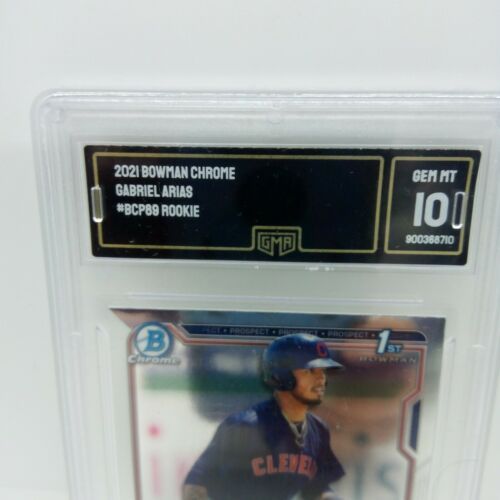 2021 BOWMAN CHROME
GABRIEL ARIAS
#BCP89 ROOKIE
GMA
GEM MT
10
900368710
PROSPECT • PROSPECT • PROSPECT
B
Chrome
1ST
BOWMAN
C
CLEVE